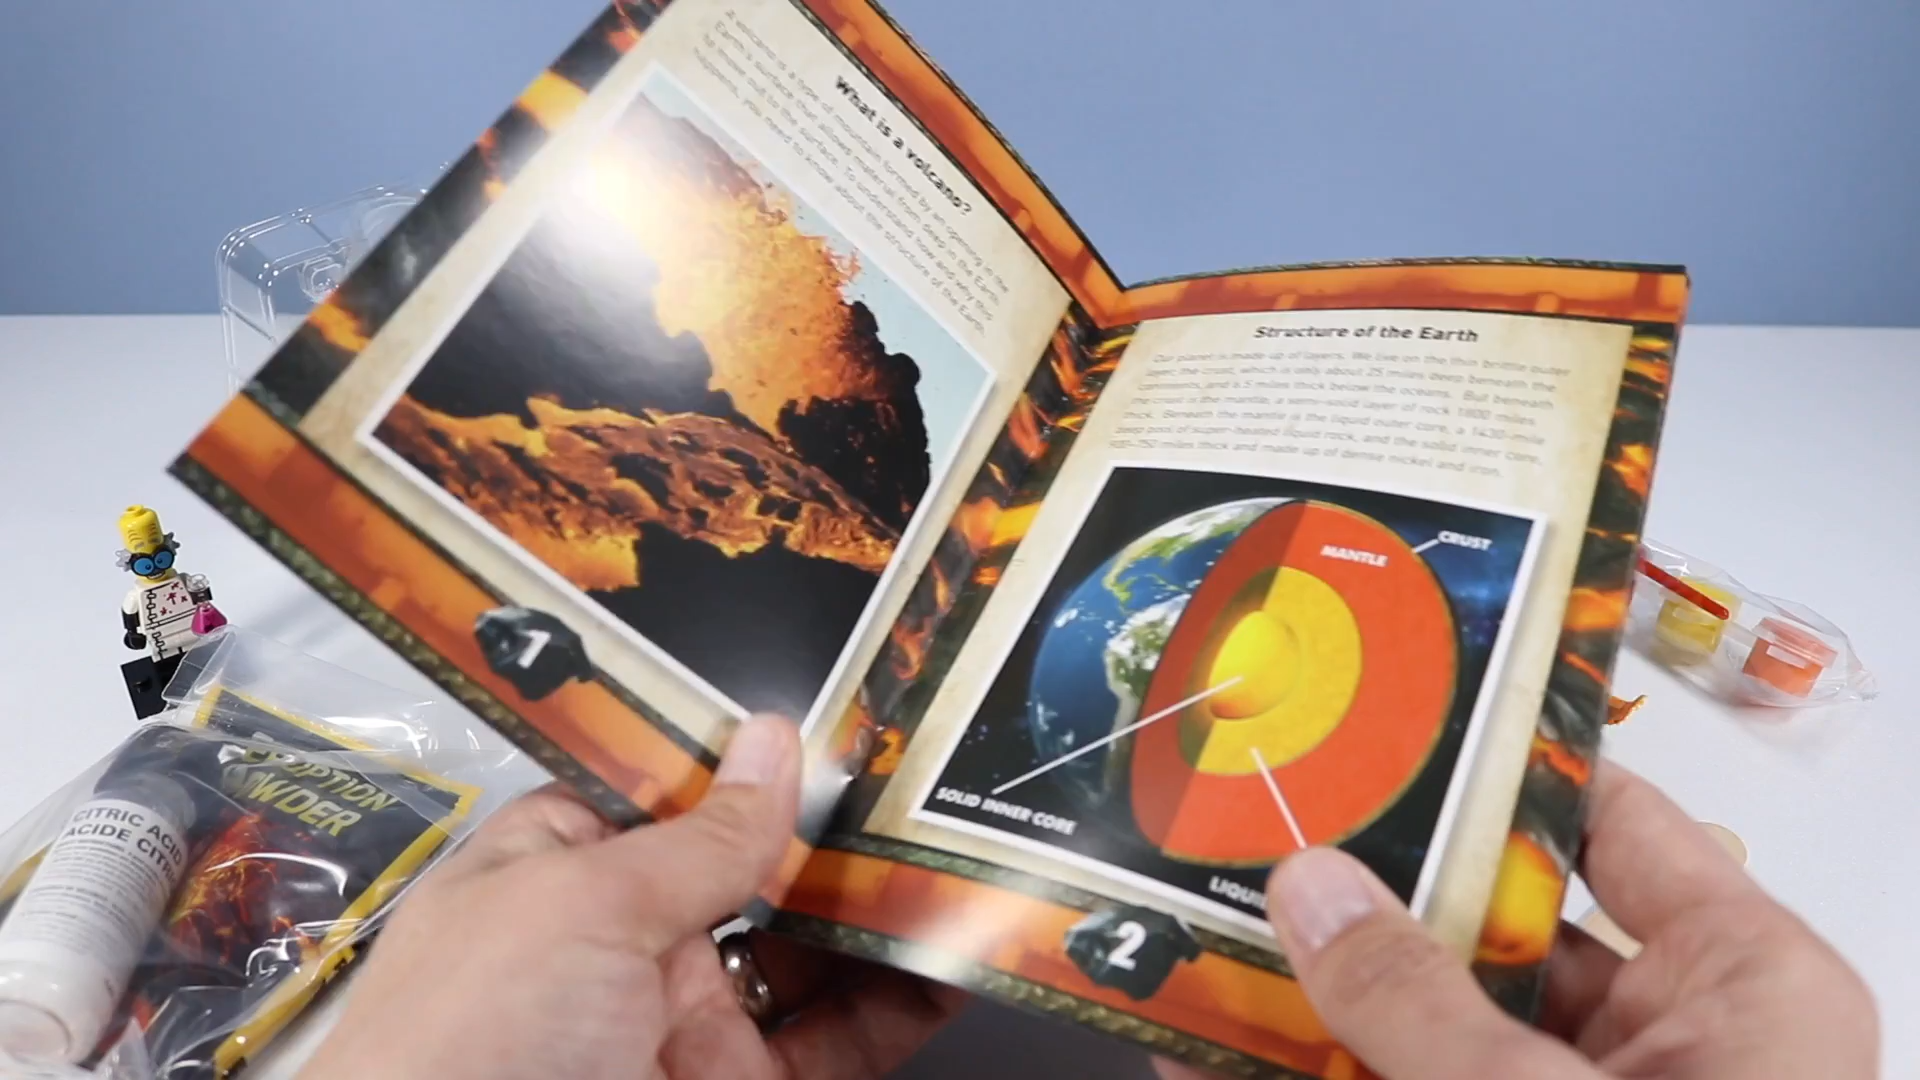 What is a volcano?
A volcano is a type of mountain formed by an opening in the
Earth's surface that allows material from deep in the Earth
to move out to the surface. To understand how and why this
happens, you need to know about the structure of the Earth.
1
Structure of the Earth
Our planet is made up of layers. We live on the thin brittle outer
layer, the crust, which is only about 25 miles deep beneath the
continents, and a 5 miles thick below the oceans. But beneath
the crust is the mantle, a semi-solid layer of rock 1800 miles
thick. Beneath the mantle is the liquid outer core, a 1430-mile
deep pool of super-heated liquid rock, and the solid inner core,
miles thick and made up of dense nickel and iron.
MANTLE
CRUST
SOLID INNER CORE
LIQUI
2
ERUPTION
POWDER
CITRIC ACID
ACIDE CITRI